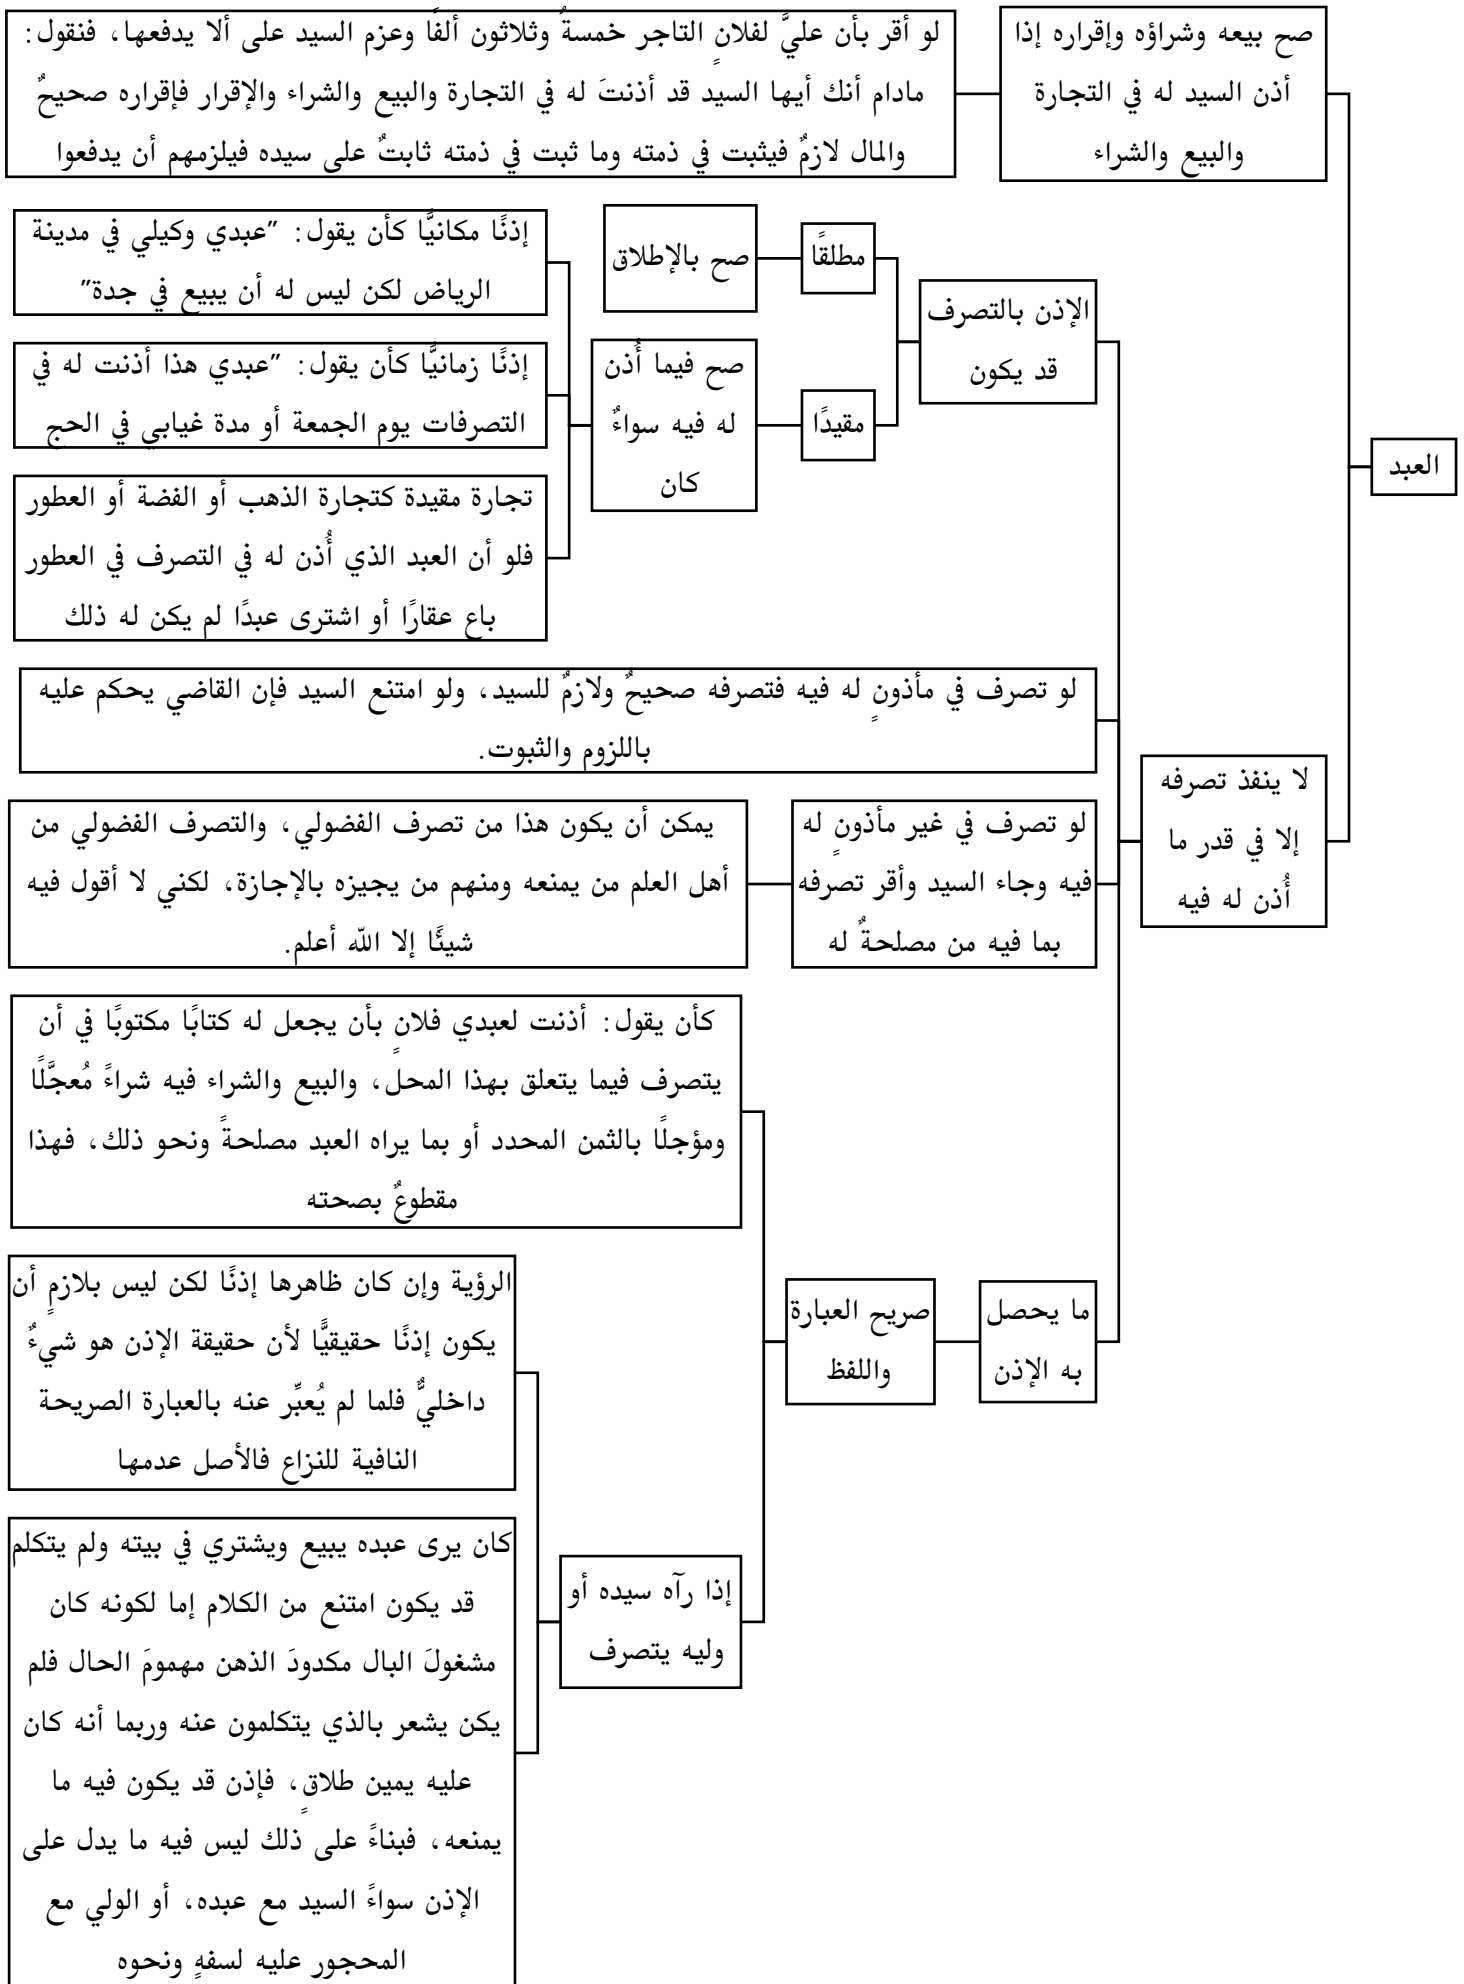 العبد
صح بيعه وشراؤه وإقراره إذا
أذن السيد له في التجارة
والبيع والشراء
لو أقر بأن عليَّ لفلانٍ التاجر خمسةً وثلاثون ألفًا وعزم السيد على ألا يدفعها، فنقول:
مادام أنك أيها السيد قد أذنتَ له في التجارة والبيع والشراء والإقرار فإقراره صحيحٌ
والمال لازمٌ فيثبت في ذمته وما ثبت في ذمته ثابتٌ على سيده فيلزمهم أن يدفعوا
لا ينفذ تصرفه
إلا في قدر ما
أُذن له فيه
الإذن بالتصرف
قد يكون
مطلقًا
صح بالإطلاق
مقيدًا
صح فيما أُذن
له فيه سواءٌ
كان
إذنًا مكانيًّا كأن يقول: "عبدي وكيلي في مدينة
الرياض لكن ليس له أن يبيع في جدة"
إذنًا زمانيًّا كأن يقول: "عبدي هذا أذنت له في
التصرفات يوم الجمعة أو مدة غيابي في الحج
تجارة مقيدة كتجارة الذهب أو الفضة أو العطور
فلو أن العبد الذي أُذن له في التصرف في العطور
باع عقارًا أو اشترى عبدًا لم يكن له ذلك
لو تصرف في مأذونٍ له فيه فتصرفه صحيحٌ ولازمٌ للسيد، ولو امتنع السيد فإن القاضي يحكم عليه
باللزوم والثبوت.
لو تصرف في غير مأذونٍ له
فيه وجاء السيد وأقر تصرفه
بما فيه من مصلحةٌ له
يمكن أن يكون هذا من تصرف الفضولي، والتصرف الفضولي من
أهل العلم من يمنعه ومنهم من يجيزه بالإجازة، لكني لا أقول فيه
شيئًا إلا الله أعلم.
ما يحصل
به الإذن
صريح العبارة
واللفظ
كأن يقول: أذنت لعبدي فلانٍ بأن يجعل له كتابًا مكتوبًا في أن
يتصرف فيما يتعلق بهذا المحل، والبيع والشراء فيه شراءً مُعجَّلًا
ومؤجلًا بالثمن المحدد أو بما يراه العبد مصلحةً ونحو ذلك، فهذا
مقطوعٌ بصحته
إذا رآه سيده أو
وليه يتصرف
الرؤية وإن كان ظاهرها إذنًا لكن ليس بلازمٍ أن
يكون إذنًا حقيقيًّا لأن حقيقة الإذن هو شيءٌ
داخليٌّ فلما لم يُعبِّر عنه بالعبارة الصريحة
النافية للنزاع فالأصل عدمها
كان يرى عبده يبيع ويشتري في بيته ولم يتكلم
قد يكون امتنع من الكلام إما لكونه كان
مشغولَ البال مكدودَ الذهن مهمومَ الحال فلم
يكن يشعر بالذي يتكلمون عنه وربما أنه كان
عليه يمين طلاقٍ، فإذن قد يكون فيه ما
يمنعه، فبناءً على ذلك ليس فيه ما يدل على
الإذن سواءً السيد مع عبده، أو الولي مع
المحجور عليه لسفهٍ ونحوه